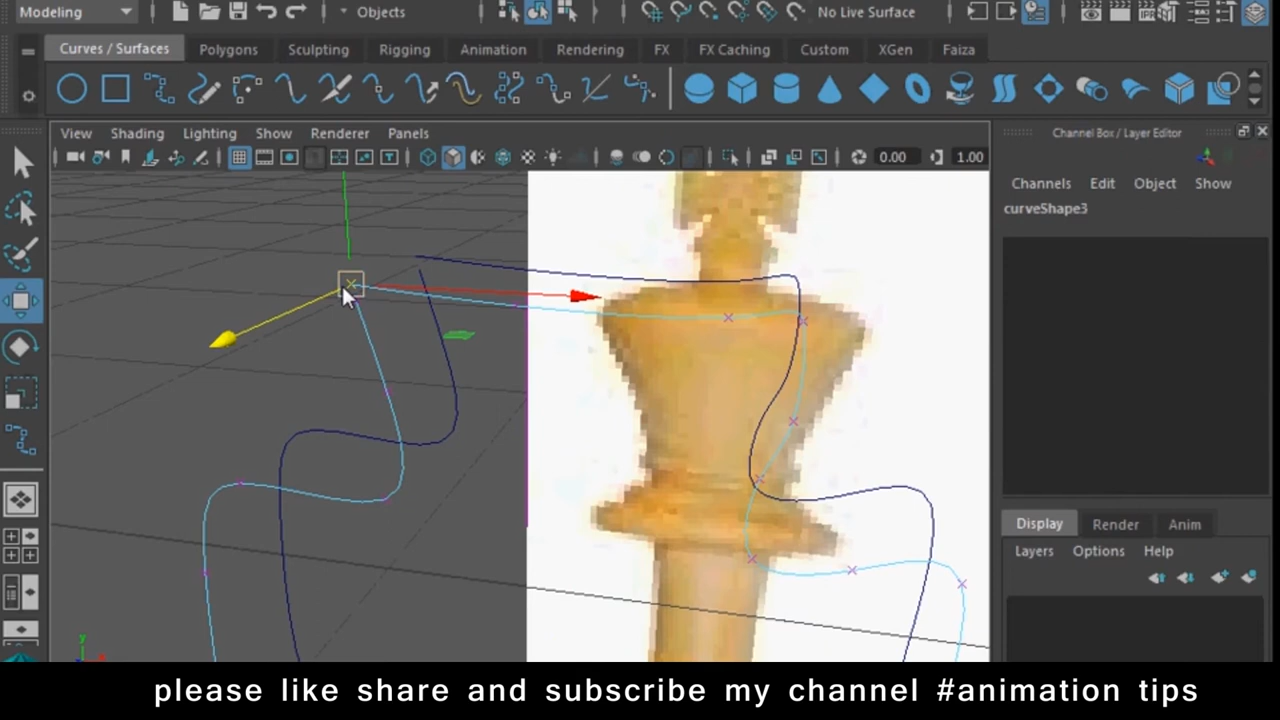 Modeling
Objects
No Live Surface
Curves / Surfaces
Polygons
Sculpting
Rigging
Animation
Rendering
FX
FX Caching
Custom
XGen
Faiza
View
Shading
Lighting
Show
Renderer
Panels
0.00
1.00
Channel Box / Layer Editor
Channels
Edit
Object
Show
curveShape3
Display
Render
Anim
Layers
Options
Help
y
please like share and subscribe my channel #animation tips